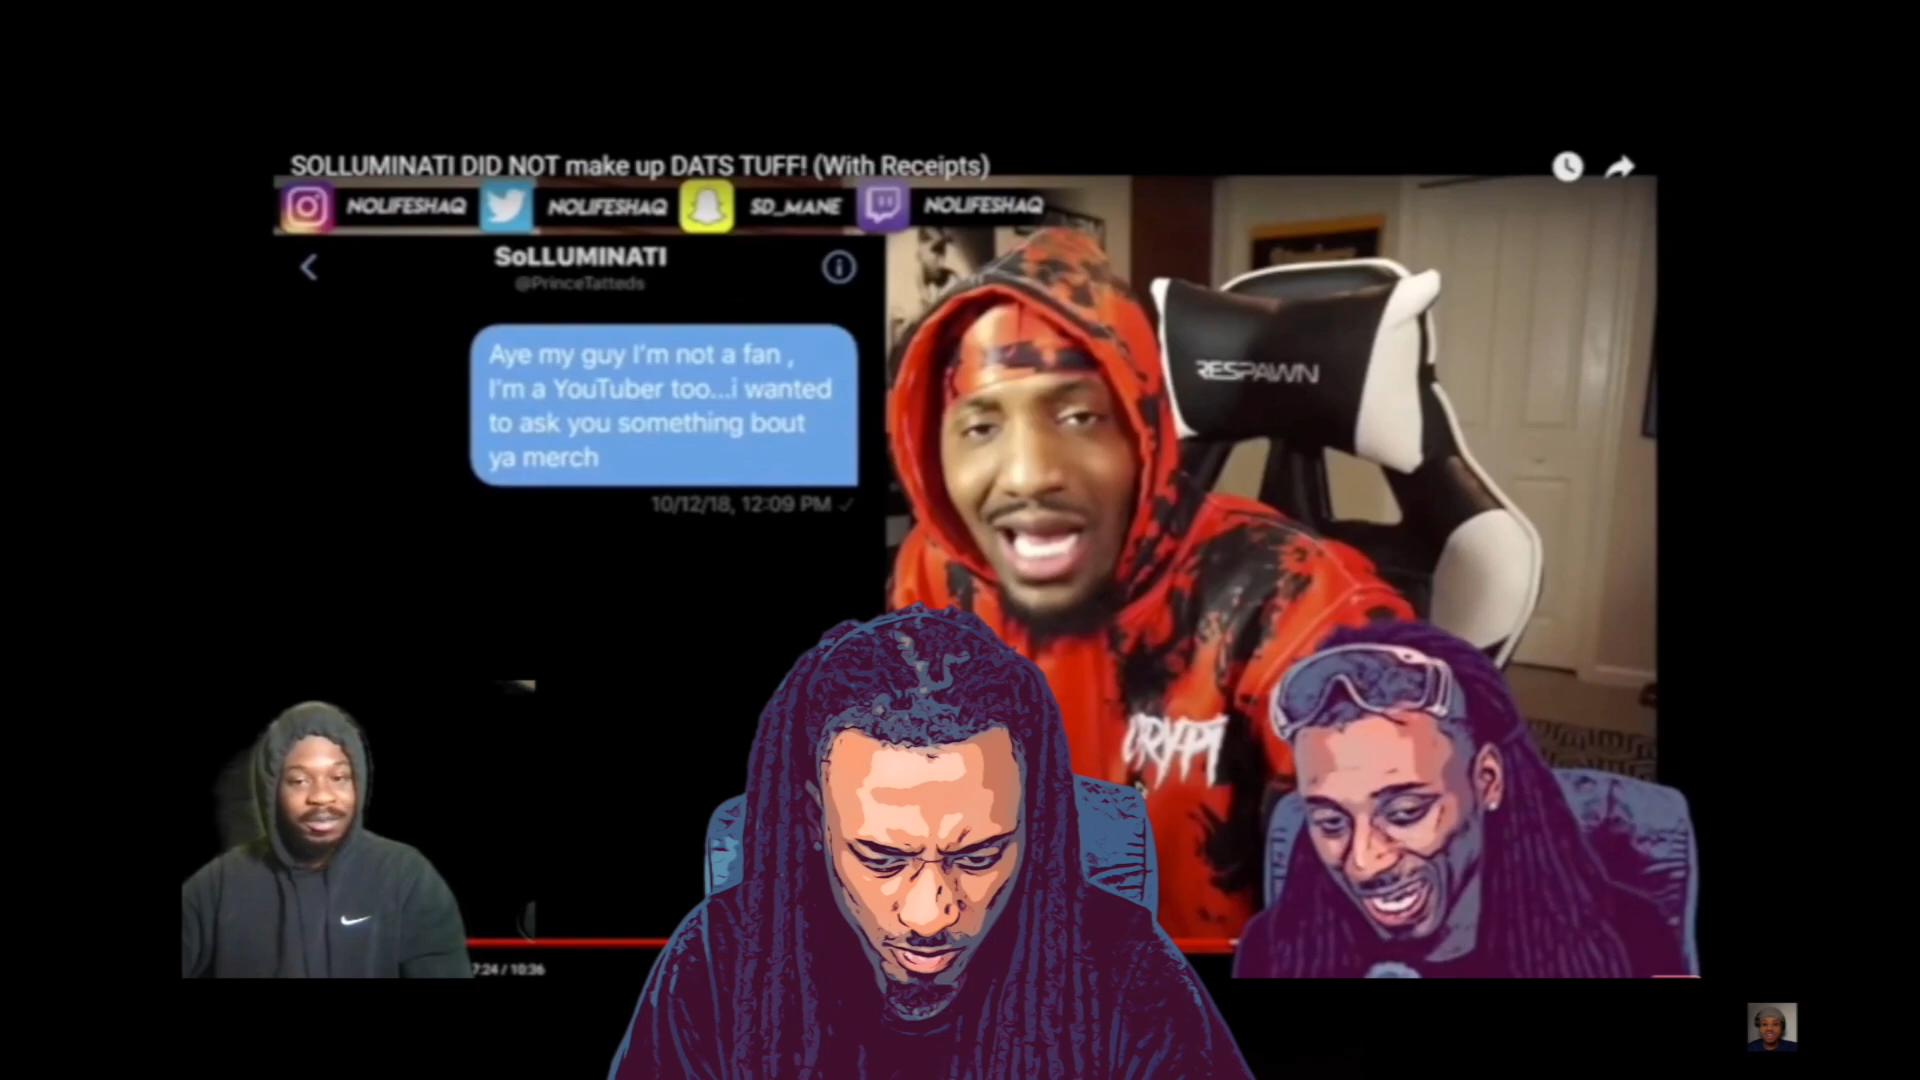 SOLLUMINATI DID NOT make up DATS TUFF! (With Receipts)
NOLIFESHAQ NOLIFESHAQ SD_MANE NOLIFESHAQ
SoLLUMINATI
@PrinceTatteds
Aye my guy I'm not a fan ,
I'm a YouTuber too...i wanted
to ask you something bout
ya merch
10/12/18, 12:09 PM
RESPAWN
CRYPT
7:24 / 10:36